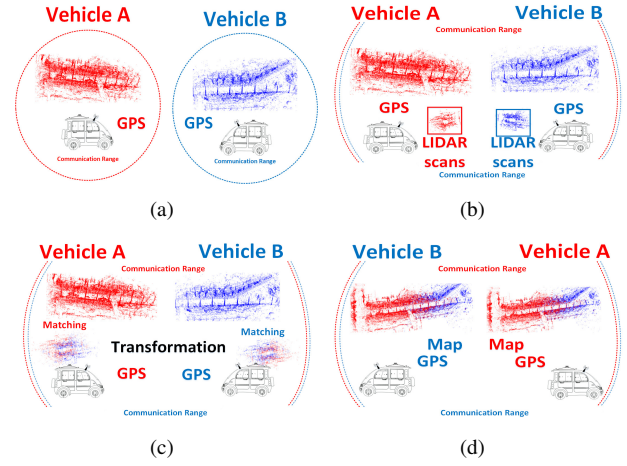 Vehicle A
Vehicle B
GPS
GPS
Communication Range
Communication Range
(a)
Vehicle A
Vehicle B
Communication Range
GPS
GPS
LIDAR
scans
LIDAR
scans
Communication Range
(b)
Vehicle A
Vehicle B
Communication Range
Matching
Matching
Transformation
GPS
GPS
Communication Range
(c)
Vehicle B
Vehicle A
Communication Range
Map
GPS
Map
GPS
Communication Range
(d)